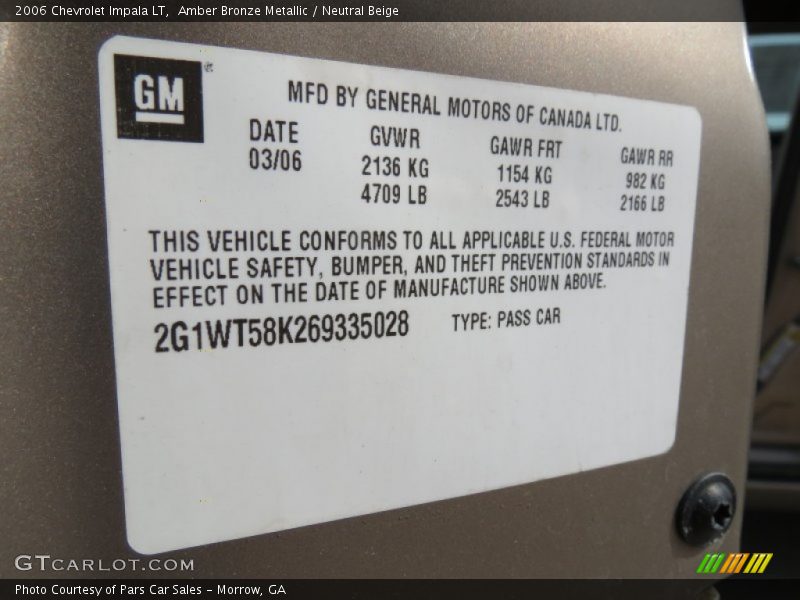 2006 Chevrolet Impala LT, Amber Bronze Metallic / Neutral Beige
GM
MFD BY GENERAL MOTORS OF CANADA LTD.
DATE GVWR GAWR FRT GAWR RR
03/06 2136 KG 1154 KG 982 KG
4709 LB 2543 LB 2166 LB
THIS VEHICLE CONFORMS TO ALL APPLICABLE U.S. FEDERAL MOTOR
VEHICLE SAFETY, BUMPER, AND THEFT PREVENTION STANDARDS IN
EFFECT ON THE DATE OF MANUFACTURE SHOWN ABOVE.
2G1WT58K269335028 TYPE: PASS CAR
GTCARLOT.COM
Photo Courtesy of Pars Car Sales - Morrow, GA